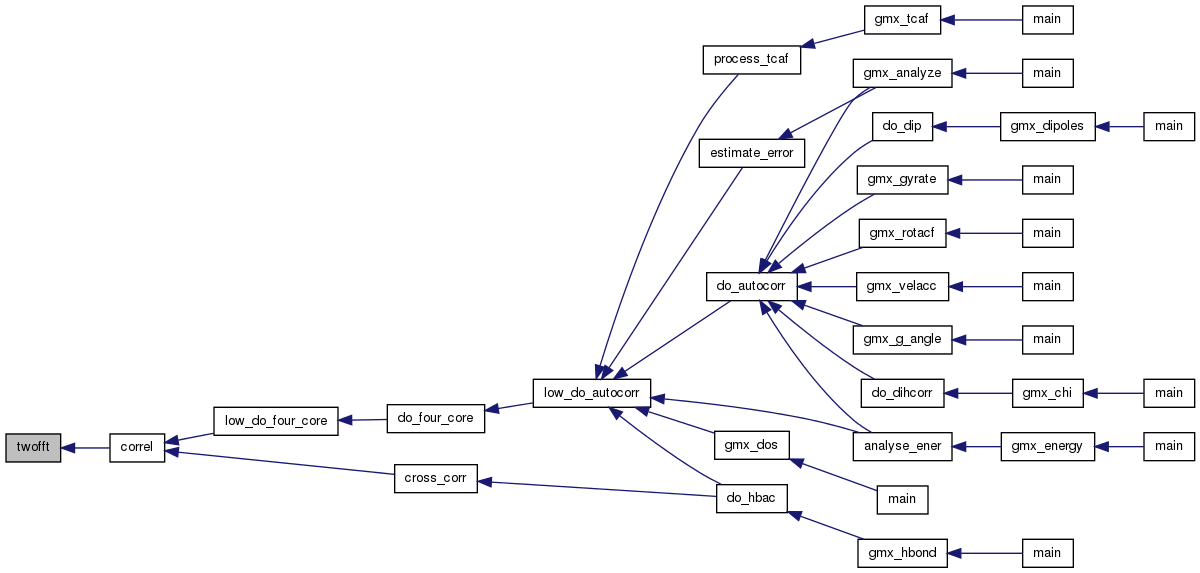 gmx_tcaf
main
process_tcaf
gmx_analyze
main
do_dip
gmx_dipoles
main
estimate_error
gmx_gyrate
main
gmx_rotacf
main
do_autocorr
gmx_velacc
main
gmx_g_angle
main
low_do_autocorr
do_dihcorr
gmx_chi
main
low_do_four_core
do_four_core
twofft
correl
gmx_dos
analyse_ener
gmx_energy
main
cross_corr
do_hbac
main
gmx_hbond
main